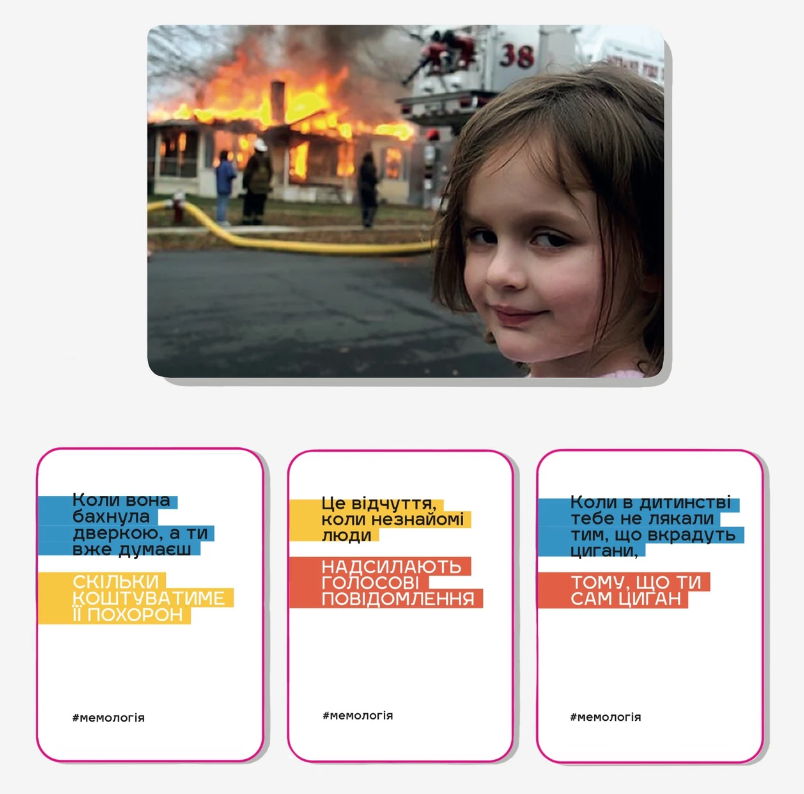 38
Коли вона
бахнула
дверкою, а ти
вже думаєш
СКІЛЬКИ
КОШТУВАТИМЕ
ЇЇ ПОХОРОН
#мемологія
Це відчуття,
коли незнайомі
люди
НАДСИЛАЮТЬ
ГОЛОСОВІ
ПОВІДОМЛЕННЯ
#мемологія
Коли в дитинстві
тебе не лякали
тим, що вкрадуть
цигани,
ТОМУ, ЩО ТИ
САМ ЦИГАН
#мемологія